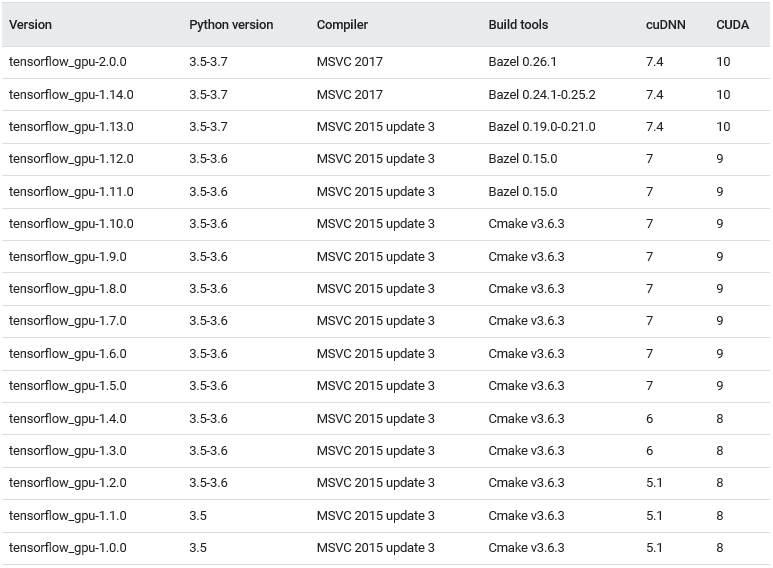 Version Python version Compiler Build tools cuDNN CUDA
tensorflow_gpu-2.0.0 3.5-3.7 MSVC 2017 Bazel 0.26.1 7.4 10
tensorflow_gpu-1.14.0 3.5-3.7 MSVC 2017 Bazel 0.24.1-0.25.2 7.4 10
tensorflow_gpu-1.13.0 3.5-3.7 MSVC 2015 update 3 Bazel 0.19.0-0.21.0 7.4 10
tensorflow_gpu-1.12.0 3.5-3.6 MSVC 2015 update 3 Bazel 0.15.0 7 9
tensorflow_gpu-1.11.0 3.5-3.6 MSVC 2015 update 3 Bazel 0.15.0 7 9
tensorflow_gpu-1.10.0 3.5-3.6 MSVC 2015 update 3 Cmake v3.6.3 7 9
tensorflow_gpu-1.9.0 3.5-3.6 MSVC 2015 update 3 Cmake v3.6.3 7 9
tensorflow_gpu-1.8.0 3.5-3.6 MSVC 2015 update 3 Cmake v3.6.3 7 9
tensorflow_gpu-1.7.0 3.5-3.6 MSVC 2015 update 3 Cmake v3.6.3 7 9
tensorflow_gpu-1.6.0 3.5-3.6 MSVC 2015 update 3 Cmake v3.6.3 7 9
tensorflow_gpu-1.5.0 3.5-3.6 MSVC 2015 update 3 Cmake v3.6.3 7 9
tensorflow_gpu-1.4.0 3.5-3.6 MSVC 2015 update 3 Cmake v3.6.3 6 8
tensorflow_gpu-1.3.0 3.5-3.6 MSVC 2015 update 3 Cmake v3.6.3 6 8
tensorflow_gpu-1.2.0 3.5-3.6 MSVC 2015 update 3 Cmake v3.6.3 5.1 8
tensorflow_gpu-1.1.0 3.5 MSVC 2015 update 3 Cmake v3.6.3 5.1 8
tensorflow_gpu-1.0.0 3.5 MSVC 2015 update 3 Cmake v3.6.3 5.1 8